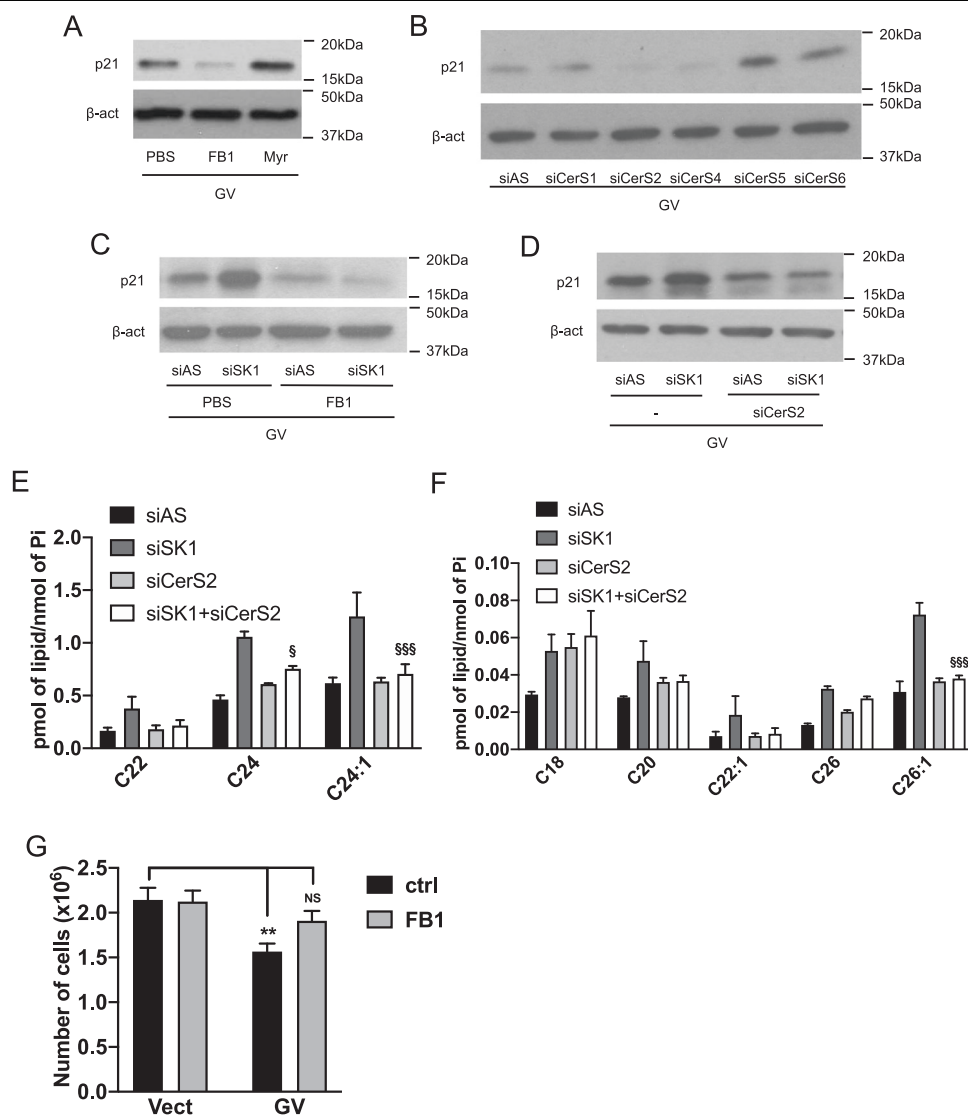 A
20kDa
p21
15kDa
50kDa
β-act
37kDa
PBS FB1 Myr
GV
B
20kDa
p21
15kDa
50kDa
β-act
37kDa
siAS siCerS1 siCerS2 siCerS4 siCerS5 siCerS6
GV
C
20kDa
p21
15kDa
50kDa
β-act
37kDa
siAS siSK1 siAS siSK1
PBS FB1
GV
D
20kDa
p21
15kDa
50kDa
β-act
37kDa
siAS siSK1 siAS siSK1
- siCerS2
GV
E
siAS
siSK1
siCerS2
siSK1+siCerS2
pmol of lipid/nmol of Pi
2.0
1.5
1.0
0.5
0.0
§
§§§
C22 C24 C24:1
F
siAS
siSK1
siCerS2
siSK1+siCerS2
pmol of lipid/nmol of Pi
0.10
0.08
0.06
0.04
0.02
0.00
§§§
C18 C20 C22:1 C26 C26:1
G
Number of cells (x10⁶)
2.5
2.0
1.5
1.0
0.5
0.0
**
NS
ctrl
FB1
Vect GV